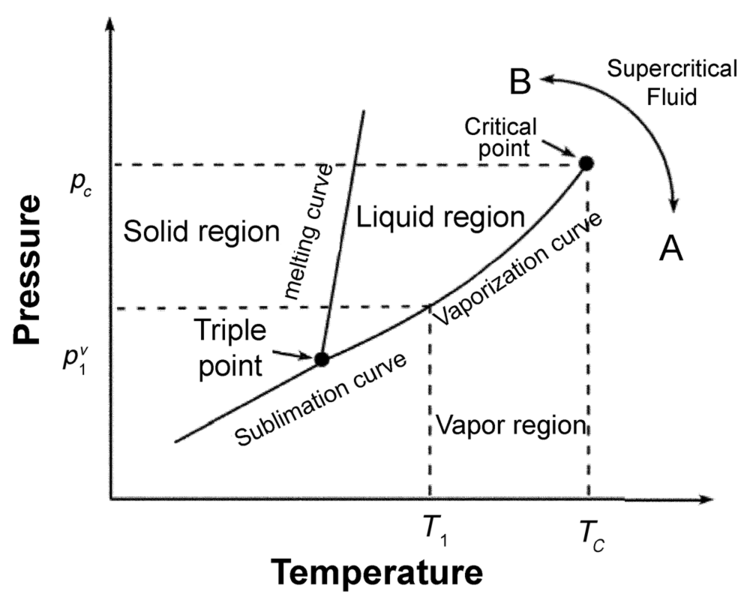 B
Supercritical
Fluid
Critical
point
p_c
melting curve
Solid region
Liquid region
A
Vaporization curve
Pressure
Triple
point
p_1^v
Sublimation curve
Vapor region
T_1
T_C
Temperature